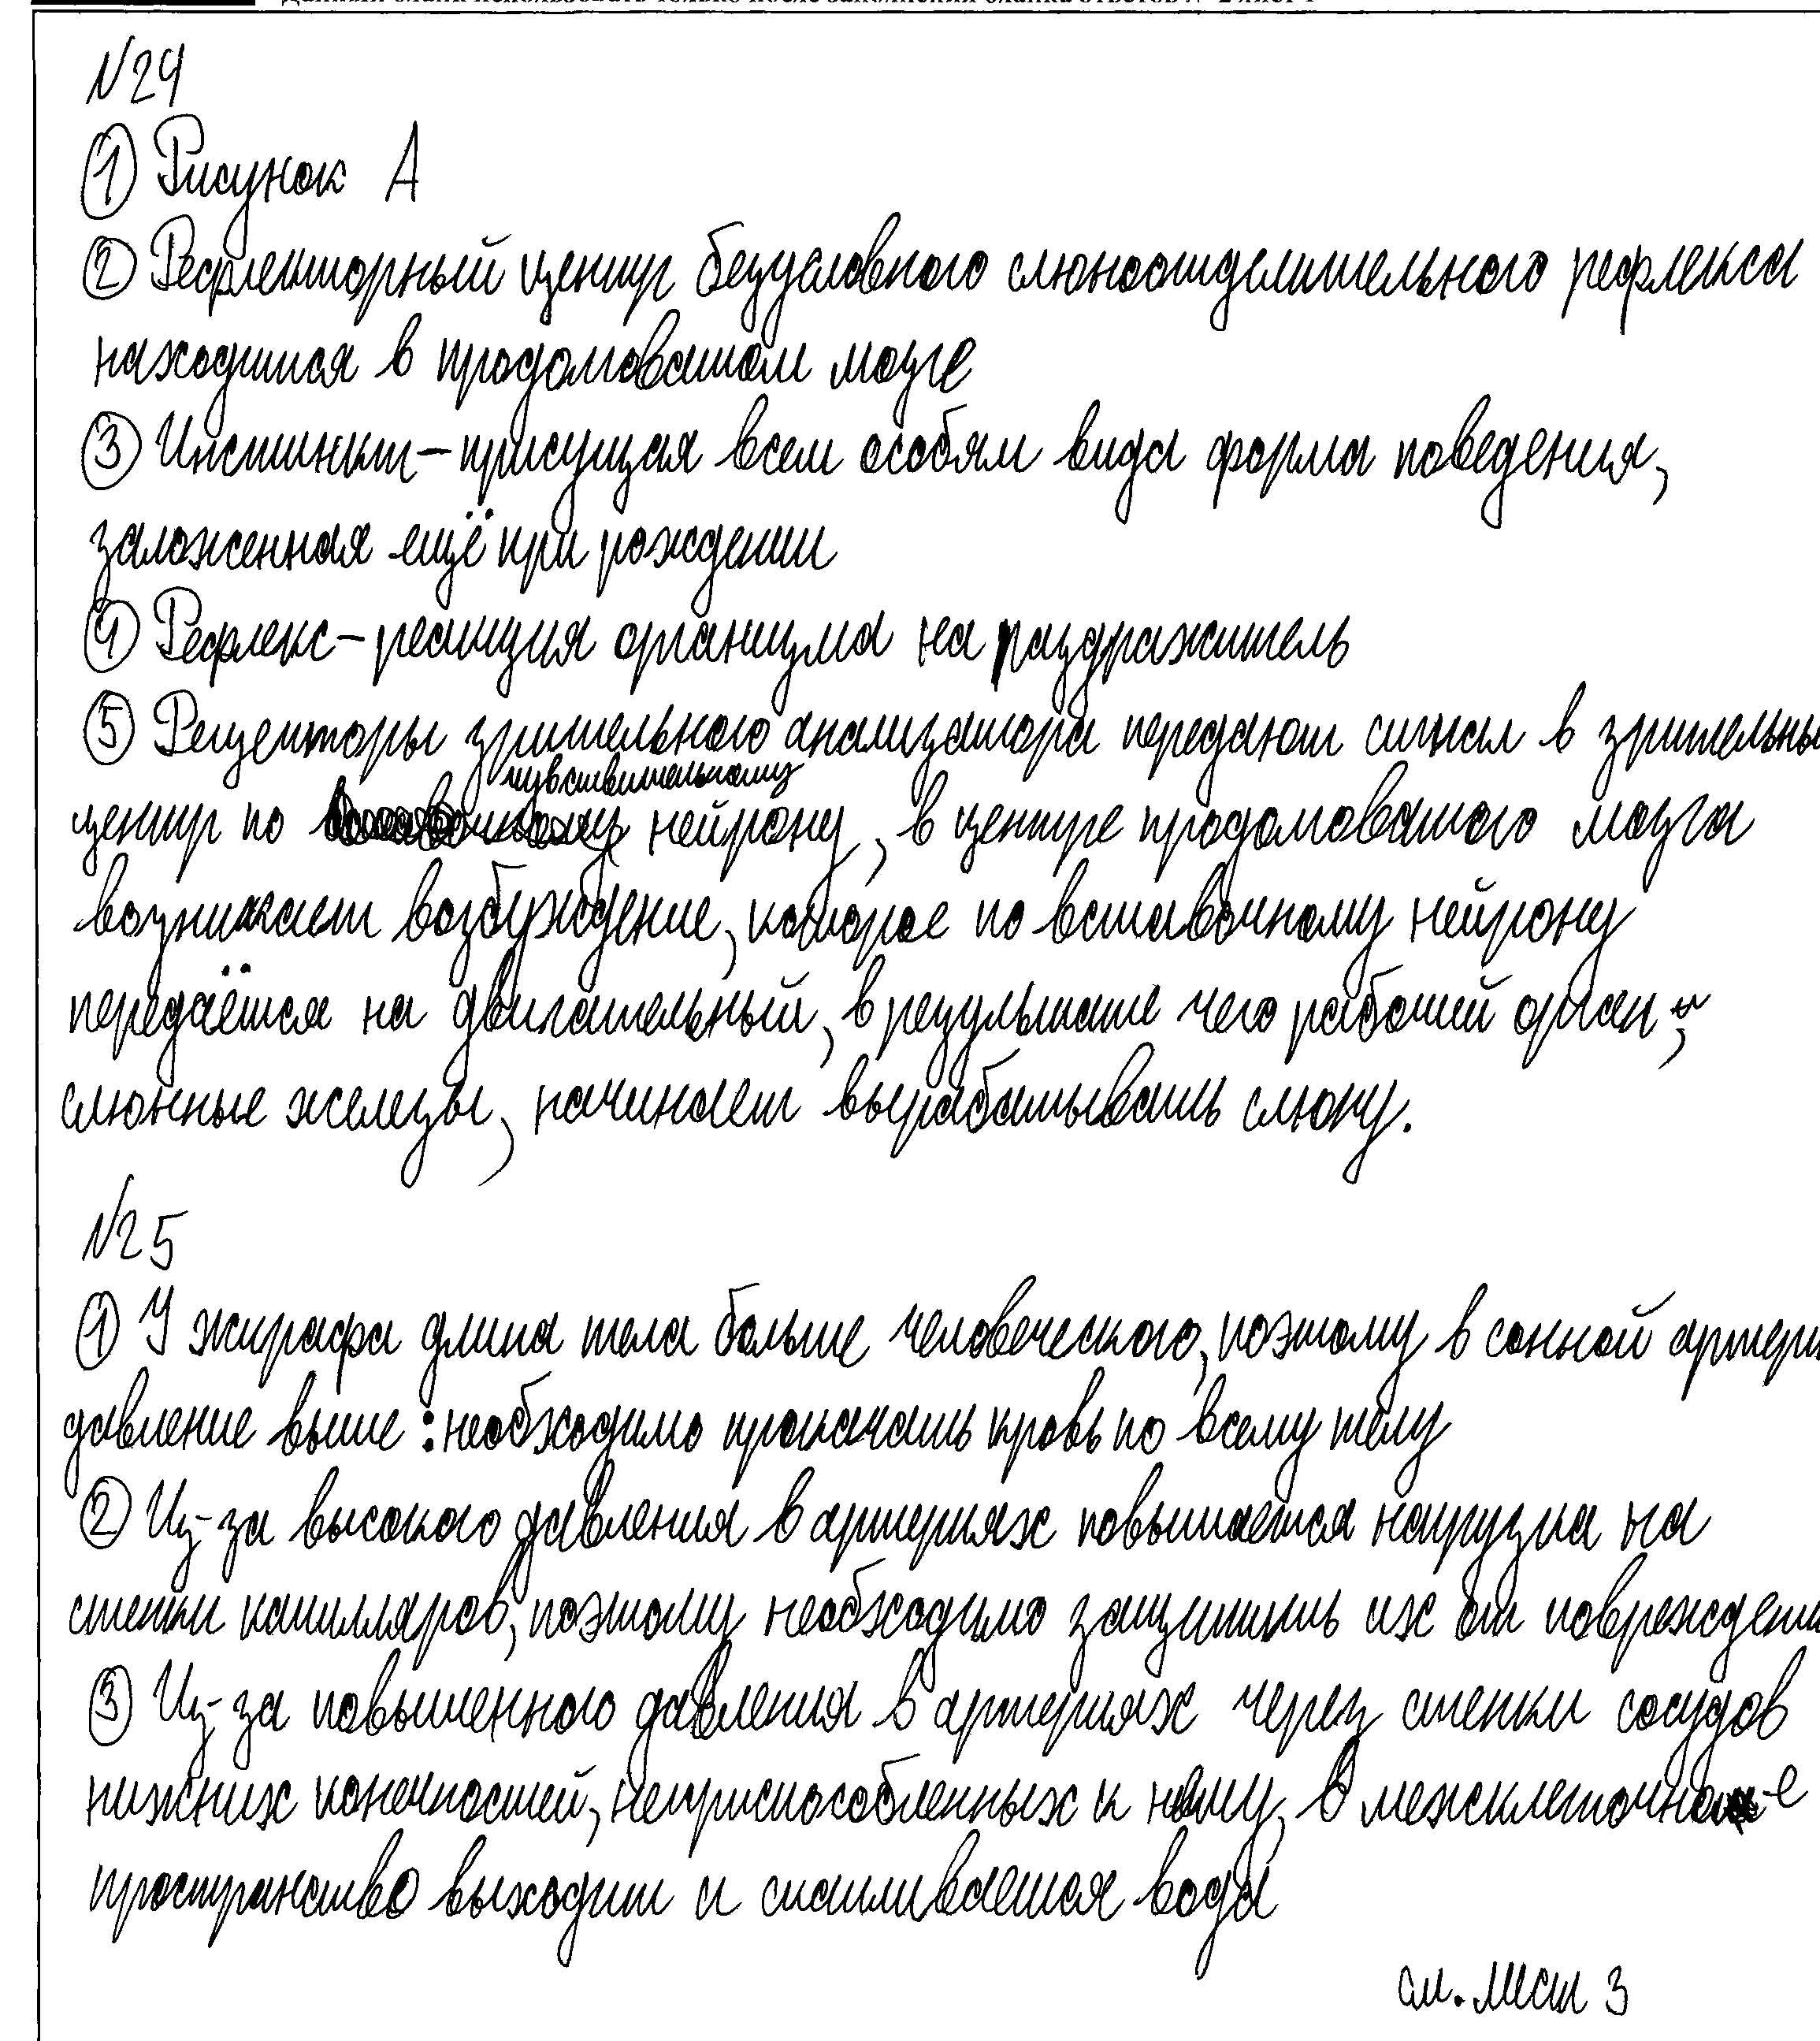 №24
① Рисунок А
② Рефлекторный центр безусловного слюноотделительного рефлекса
находится в продолговатом мозге
③ Инстинкт – присущая всем особям вида форма поведения,
заложенная ещё при рождении
④ Рефлекс – реакция организма на раздражитель
⑤ Рецепторы зрительного анализатора передают сигнал в зрительны
чувствительному
центр по нейрону, в центре продолговатого мозга
возникает возбуждение, которое по вставочному нейрону
передаётся на двигательный, в результате чего рабочий орган,
слюнные железы, начинает вырабатывать слюну.
№25
① У жирафа длина тела больше человеческого, поэтому в сонной артери
давление выше: необходимо прокачать кровь по всему телу
② Из-за высокого давления в артериях повышается нагрузка на
стенки капилляров, поэтому необходимо защитить их от поврежден
③ Из-за повышенного давления в артериях через стенки сосудов
нижних конечностей, неприспособленных к нему, в межклеточное
пространство выходит и скапливается вода
см. лист 3